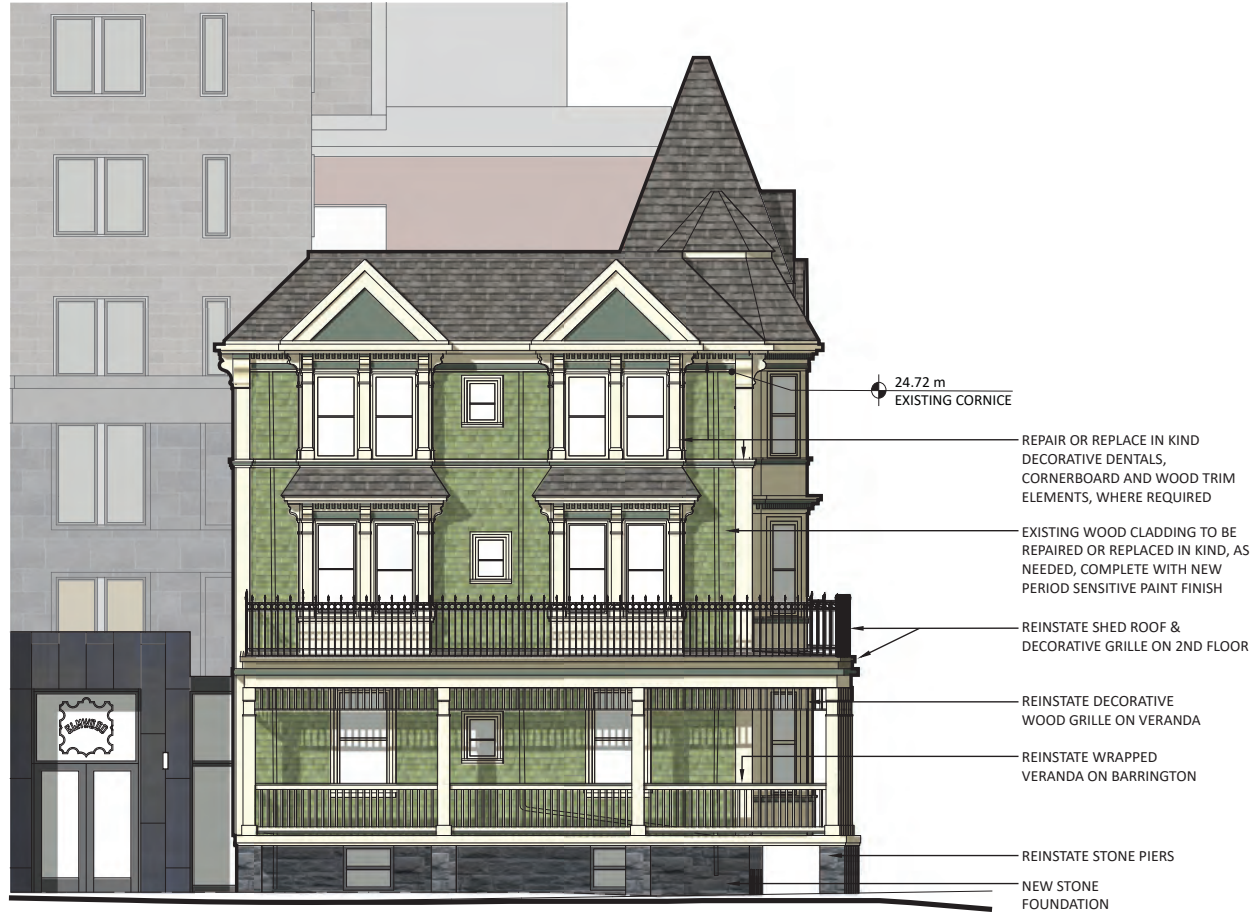 24.72 m
EXISTING CORNICE
REPAIR OR REPLACE IN KIND
DECORATIVE DENTALS,
CORNERBOARD AND WOOD TRIM
ELEMENTS, WHERE REQUIRED
EXISTING WOOD CLADDING TO BE
REPAIRED OR REPLACED IN KIND, AS
NEEDED, COMPLETE WITH NEW
PERIOD SENSITIVE PAINT FINISH
REINSTATE SHED ROOF &
DECORATIVE GRILLE ON 2ND FLOOR
REINSTATE DECORATIVE
WOOD GRILLE ON VERANDA
ELMWOOD
REINSTATE WRAPPED
VERANDA ON BARRINGTON
REINSTATE STONE PIERS
NEW STONE
FOUNDATION